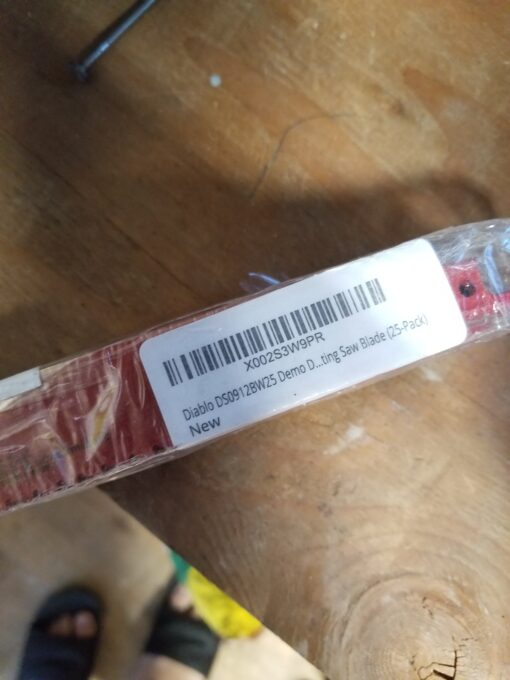 X002S3W9PR
Diablo DS0912BW25 Demo D...ting Saw Blade (25-Pack)
New